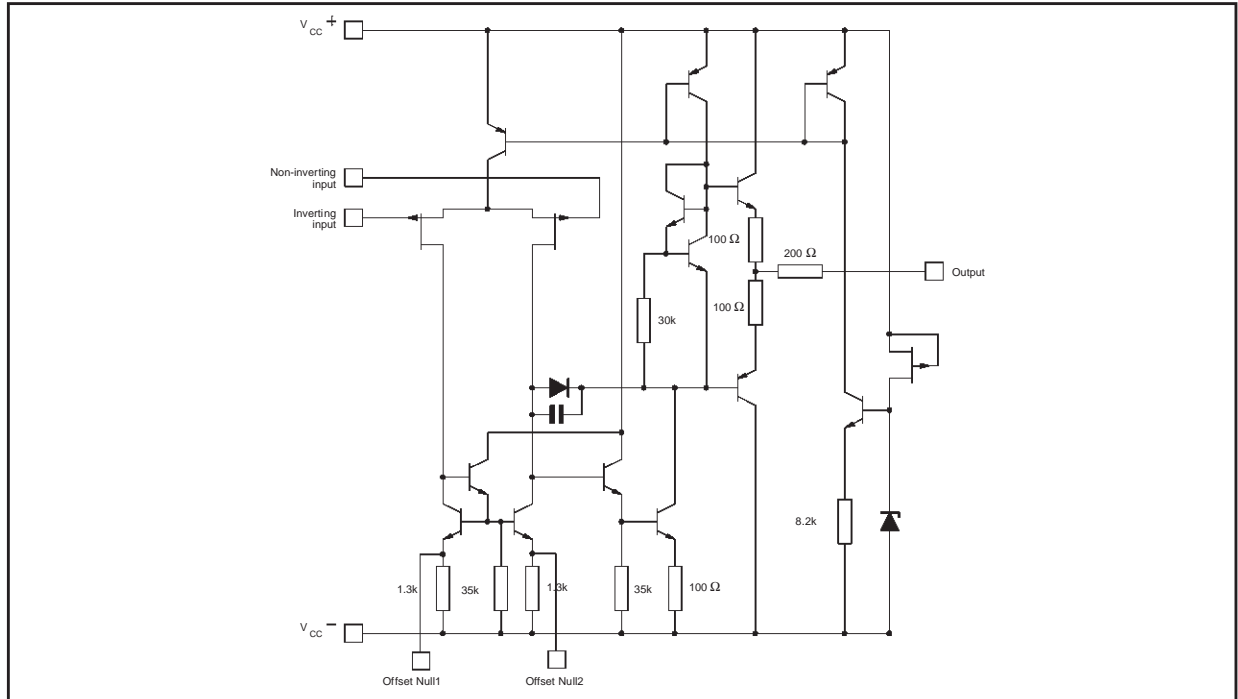 V CC +
Non-inverting
input
Inverting
input
100 Ω
200 Ω
Output
100 Ω
30k
8.2k
1.3k
35k
1.3k
35k
100 Ω
V CC −
Offset Null1
Offset Null2